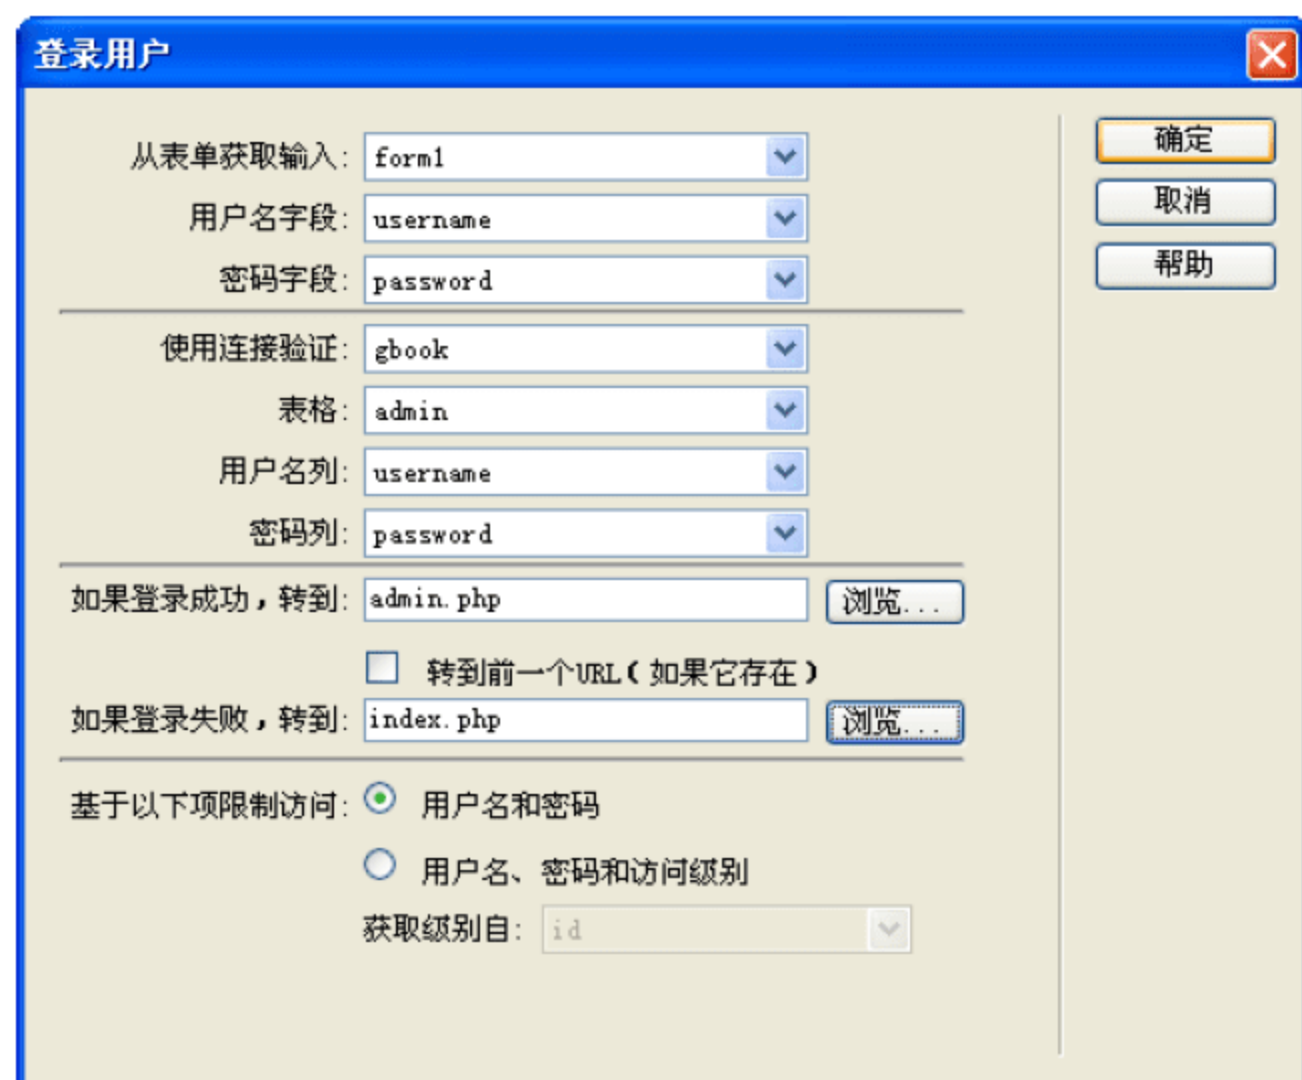 登录用户
从表单获取输入: form1
确定
用户名字段: username
取消
密码字段: password
帮助
使用连接验证: gbook
表格: admin
用户名列: username
密码列: password
如果登录成功，转到: admin.php 浏览...
转到前一个URL(如果它存在)
如果登录失败，转到: index.php 浏览...
基于以下项限制访问: 用户名和密码
用户名、密码和访问级别
获取级别自: id